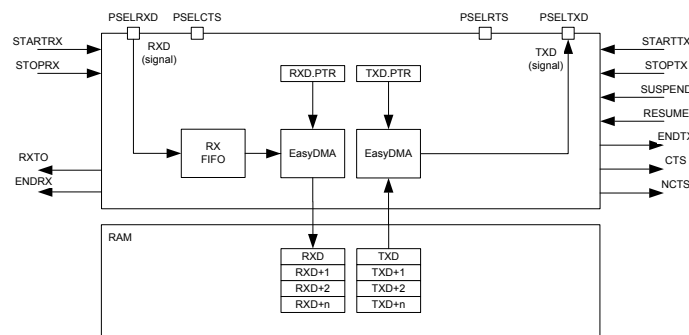 PSELRXD
PSELCTS
PSELRTS
PSELTXD
STARTRX
RXD
(signal)
TXD
(signal)
STARTTX
STOPRX
STOPTX
RXD.PTR
TXD.PTR
SUSPEND
RESUME
RX
FIFO
EasyDMA
EasyDMA
ENDTX
RXTO
CTS
ENDRX
NCTS
RAM
RXD
TXD
RXD+1
TXD+1
RXD+2
TXD+2
RXD+n
TXD+n